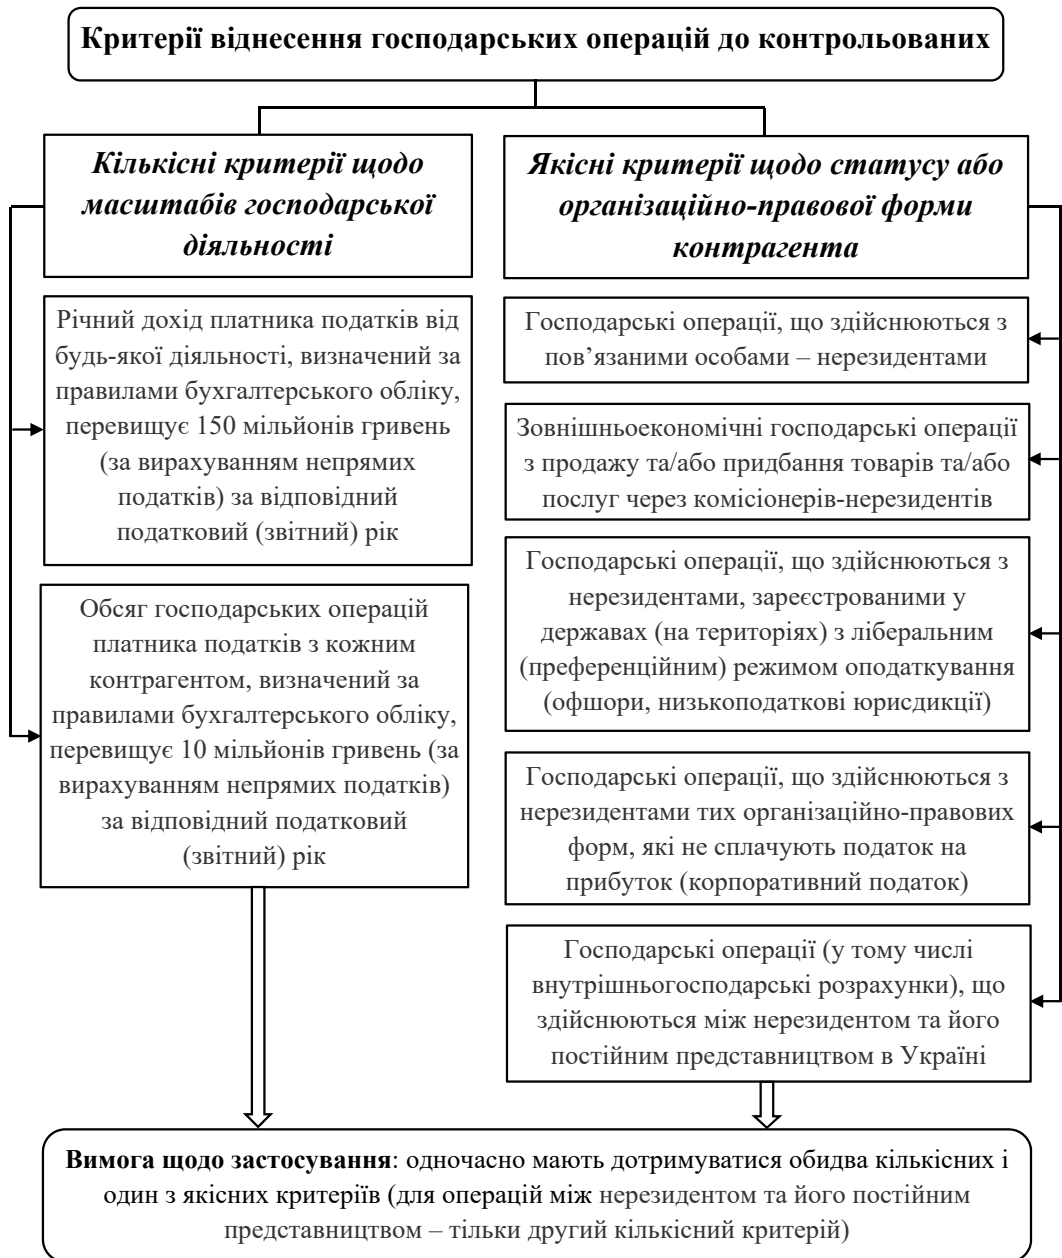 Критерії віднесення господарських операцій до контрольованих
Кількісні критерії щодо
масштабів господарської
діяльності
Річний дохід платника податків від
будь-якої діяльності, визначений за
правилами бухгалтерського обліку,
перевищує 150 мільйонів гривень
(за вирахуванням непрямих
податків) за відповідний
податковий (звітний) рік
Обсяг господарських операцій
платника податків з кожним
контрагентом, визначений за
правилами бухгалтерського обліку,
перевищує 10 мільйонів гривень (за
вирахуванням непрямих податків)
за відповідний податковий
(звітний) рік
Якісні критерії щодо статусу або
організаційно-правової форми
контрагента
Господарські операції, що здійснюються з
пов’язаними особами – нерезидентами
Зовнішньоекономічні господарські операції
з продажу та/або придбання товарів та/або
послуг через комісіонерів-нерезидентів
Господарські операції, що здійснюються з
нерезидентами, зареєстрованими у
державах (на територіях) з ліберальним
(преференційним) режимом оподаткування
(офшори, низькоподаткові юрисдикції)
Господарські операції, що здійснюються з
нерезидентами тих організаційно-правових
форм, які не сплачують податок на
прибуток (корпоративний податок)
Господарські операції (у тому числі
внутрішньогосподарські розрахунки), що
здійснюються між нерезидентом та його
постійним представництвом в Україні
Вимога щодо застосування: одночасно мають дотримуватися обидва кількісних і
один з якісних критеріїв (для операцій між нерезидентом та його постійним
представництвом – тільки другий кількісний критерій)